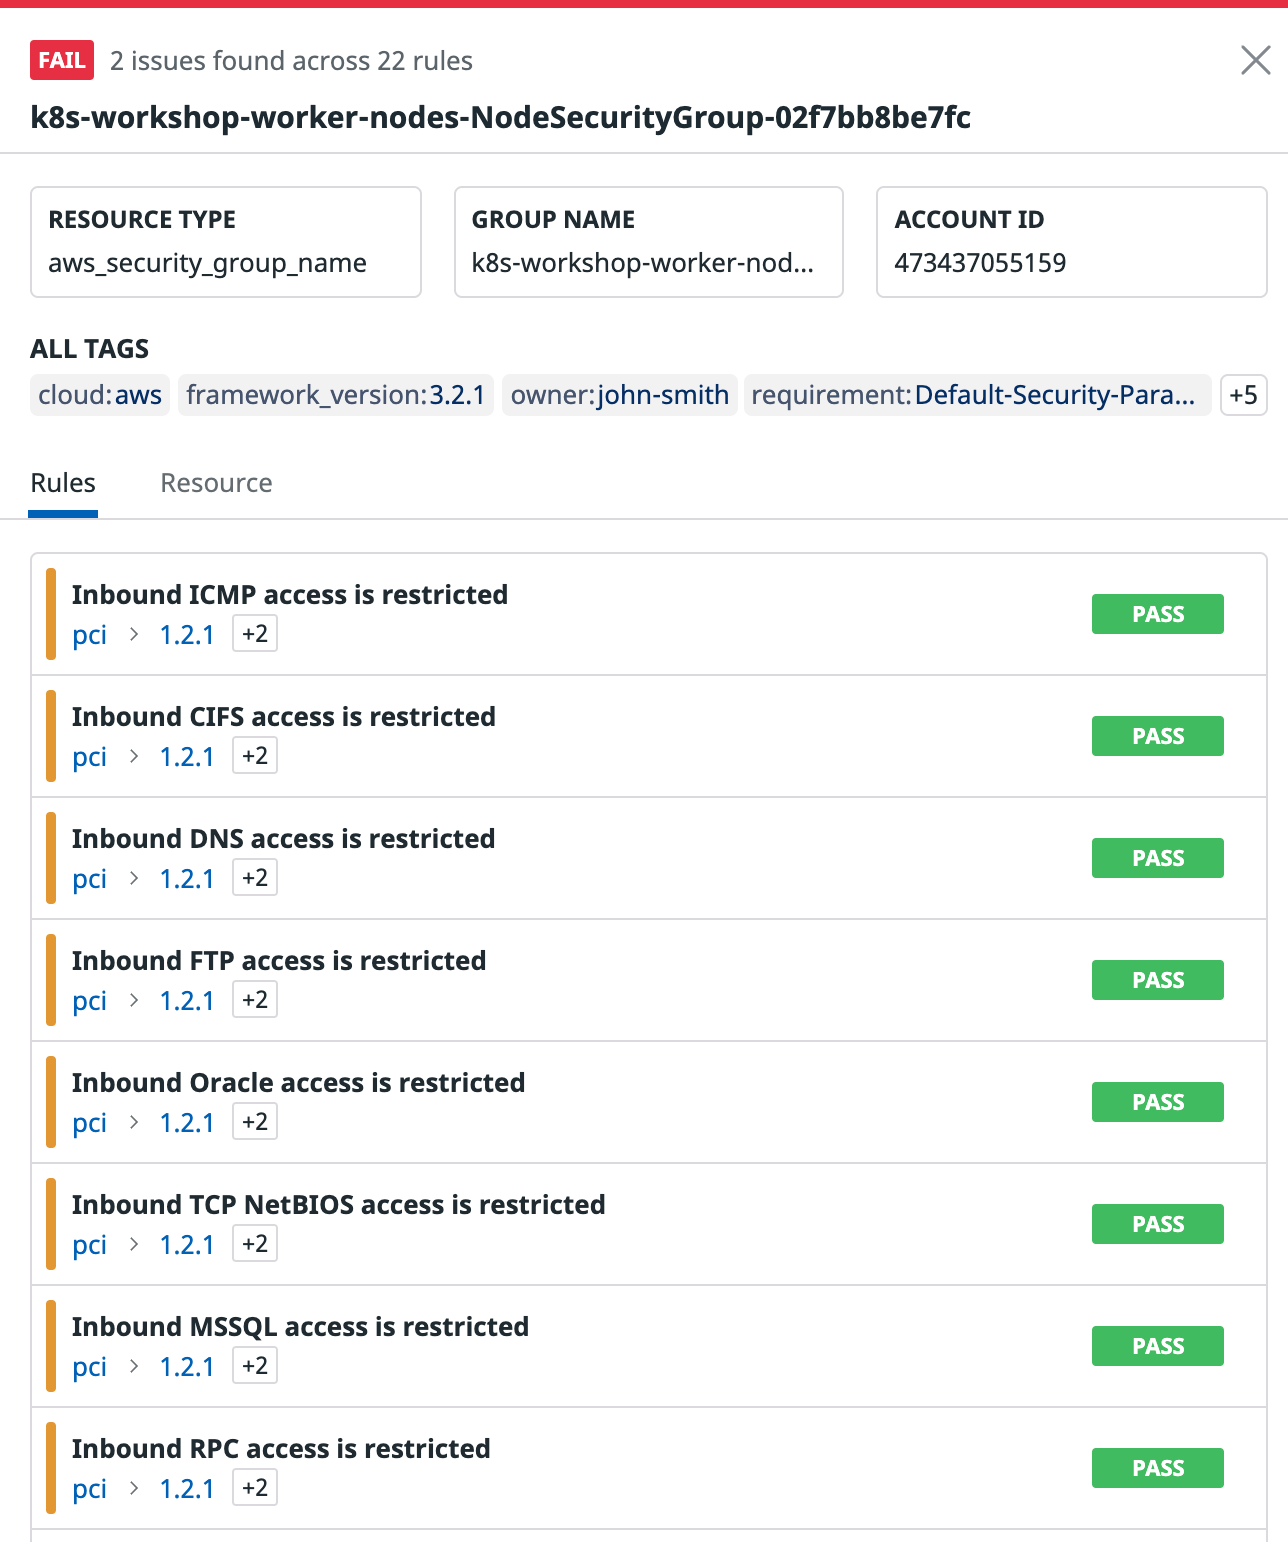 FAIL 2 issues found across 22 rules
k8s-workshop-worker-nodes-NodeSecurityGroup-02f7bb8be7fc
RESOURCE TYPE GROUP NAME ACCOUNT ID
aws_security_group_name k8s-workshop-worker-nod... 473437055159
ALL TAGS
cloud:aws framework_version:3.2.1 owner:john-smith requirement:Default-Security-Para... +5
Rules Resource
Inbound ICMP access is restricted
pci > 1.2.1 +2 PASS
Inbound CIFS access is restricted
pci > 1.2.1 +2 PASS
Inbound DNS access is restricted
pci > 1.2.1 +2 PASS
Inbound FTP access is restricted
pci > 1.2.1 +2 PASS
Inbound Oracle access is restricted
pci > 1.2.1 +2 PASS
Inbound TCP NetBIOS access is restricted
pci > 1.2.1 +2 PASS
Inbound MSSQL access is restricted
pci > 1.2.1 +2 PASS
Inbound RPC access is restricted
pci > 1.2.1 +2 PASS